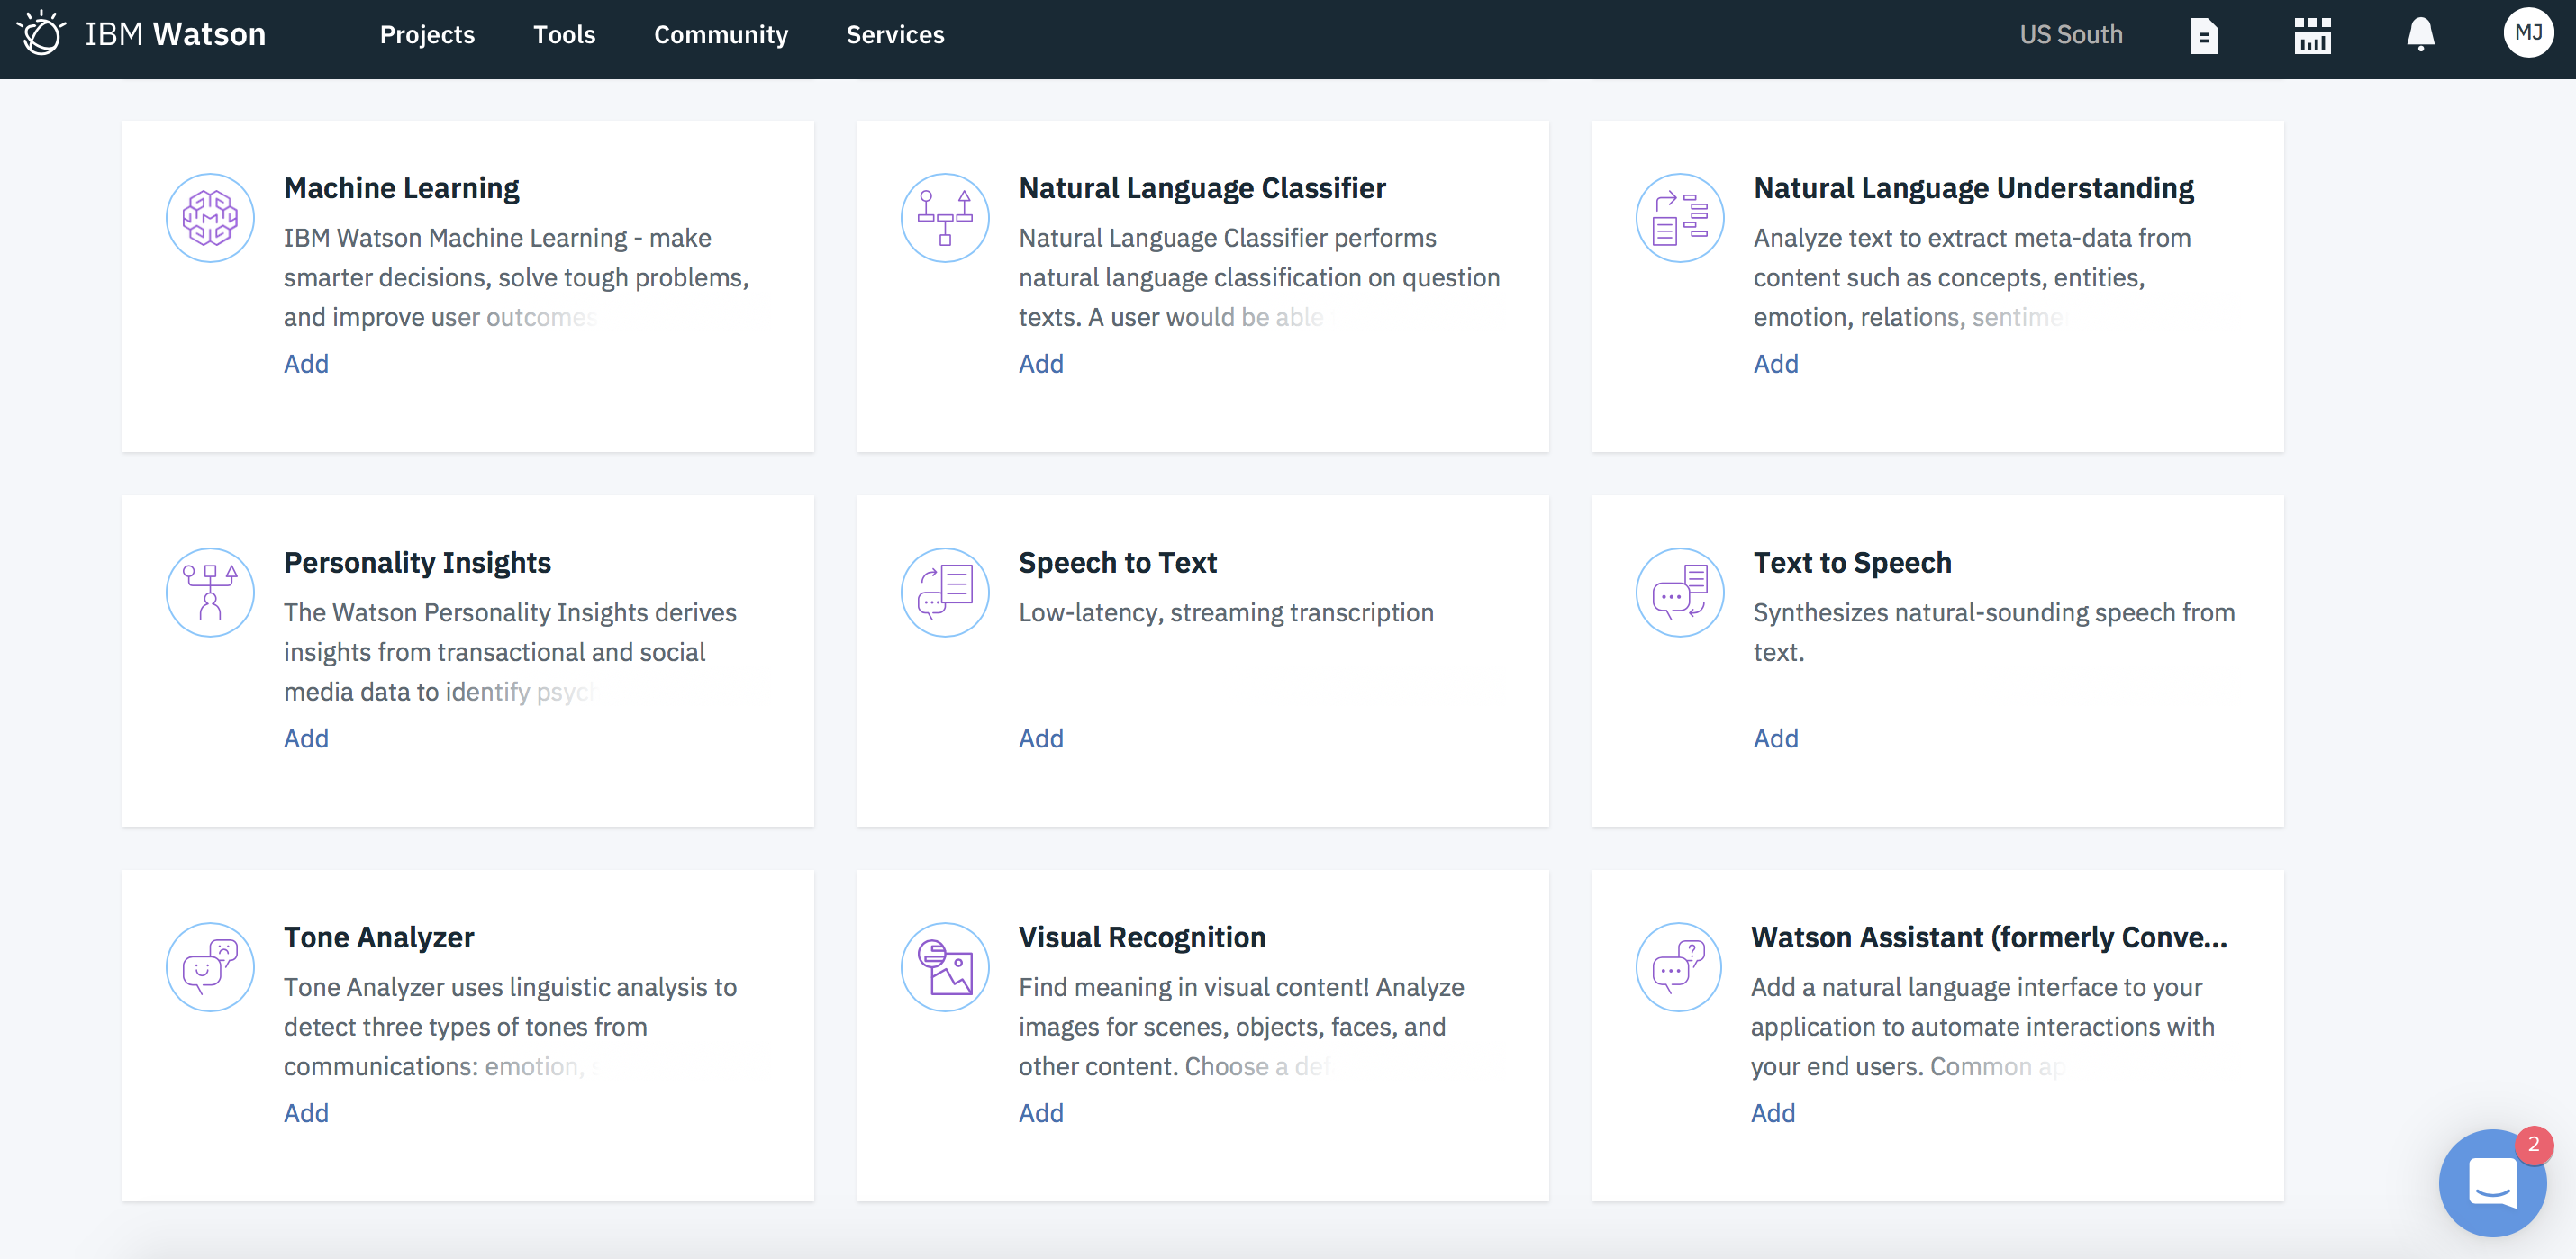 IBM Watson
Projects
Tools
Community
Services
US South
MJ
Machine Learning
IBM Watson Machine Learning - make
smarter decisions, solve tough problems,
and improve user outcomes
Add
Natural Language Classifier
Natural Language Classifier performs
natural language classification on question
texts. A user would be able
Add
Natural Language Understanding
Analyze text to extract meta-data from
content such as concepts, entities,
emotion, relations, sentime
Add
Personality Insights
The Watson Personality Insights derives
insights from transactional and social
media data to identify psych
Add
Speech to Text
Low-latency, streaming transcription
Add
Text to Speech
Synthesizes natural-sounding speech from
text.
Add
Tone Analyzer
Tone Analyzer uses linguistic analysis to
detect three types of tones from
communications: emotion, s
Add
Visual Recognition
Find meaning in visual content! Analyze
images for scenes, objects, faces, and
other content. Choose a def
Add
Watson Assistant (formerly Conve...
Add a natural language interface to your
application to automate interactions with
your end users. Common ap
Add
2